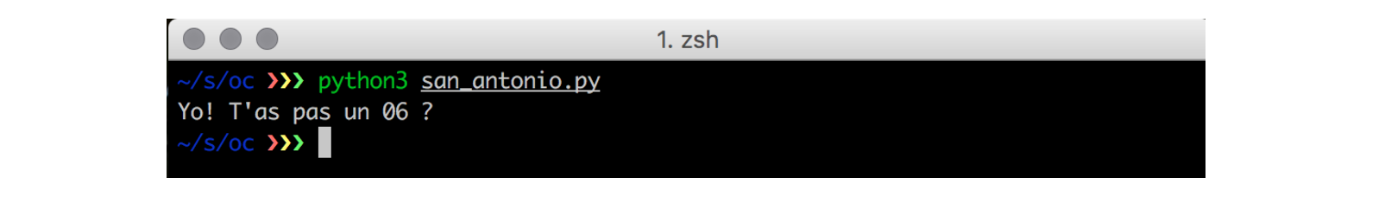 1. zsh
~/s/oc ❯❯❯ python3 san_antonio.py
Yo! T'as pas un 06 ?
~/s/oc ❯❯❯